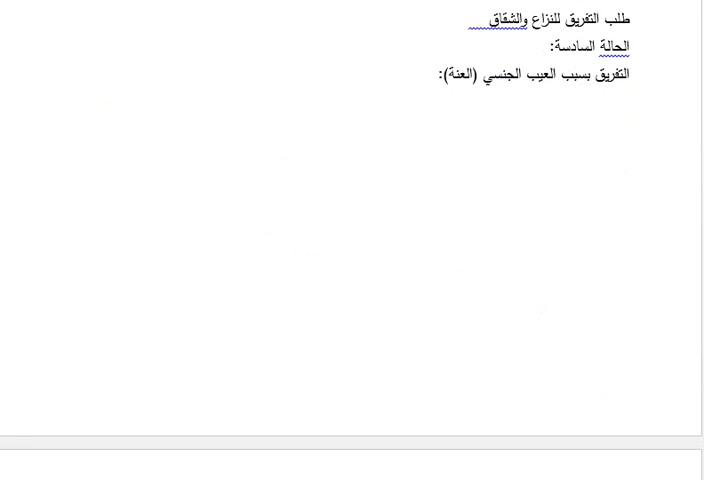 طلب التفريق للنزاع والشقاق
الحالة السادسة:
التفريق بسبب العيب الجنسي (العنة):